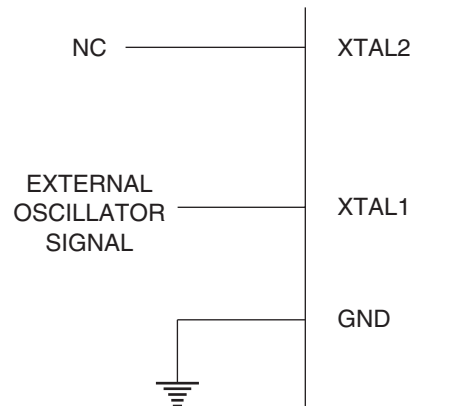 NC
XTAL2
EXTERNAL
OSCILLATOR
SIGNAL
XTAL1
GND